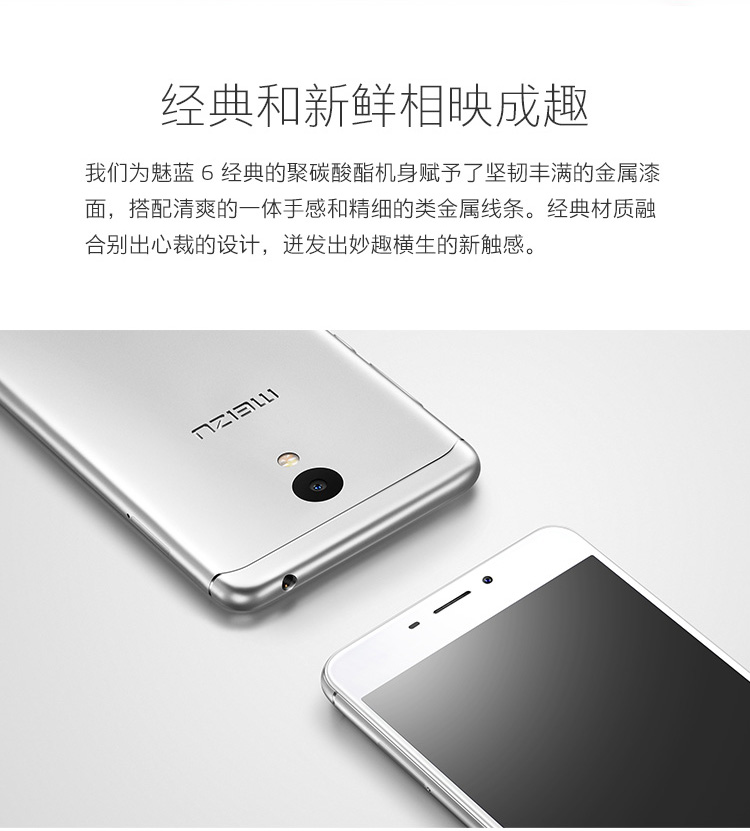 经典和新鲜相映成趣
我们为魅蓝 6 经典的聚碳酸酯机身赋予了坚韧丰满的金属漆
面，搭配清爽的一体手感和精细的类金属线条。经典材质融
合别出心裁的设计，迸发出妙趣横生的新触感。
MEIZU